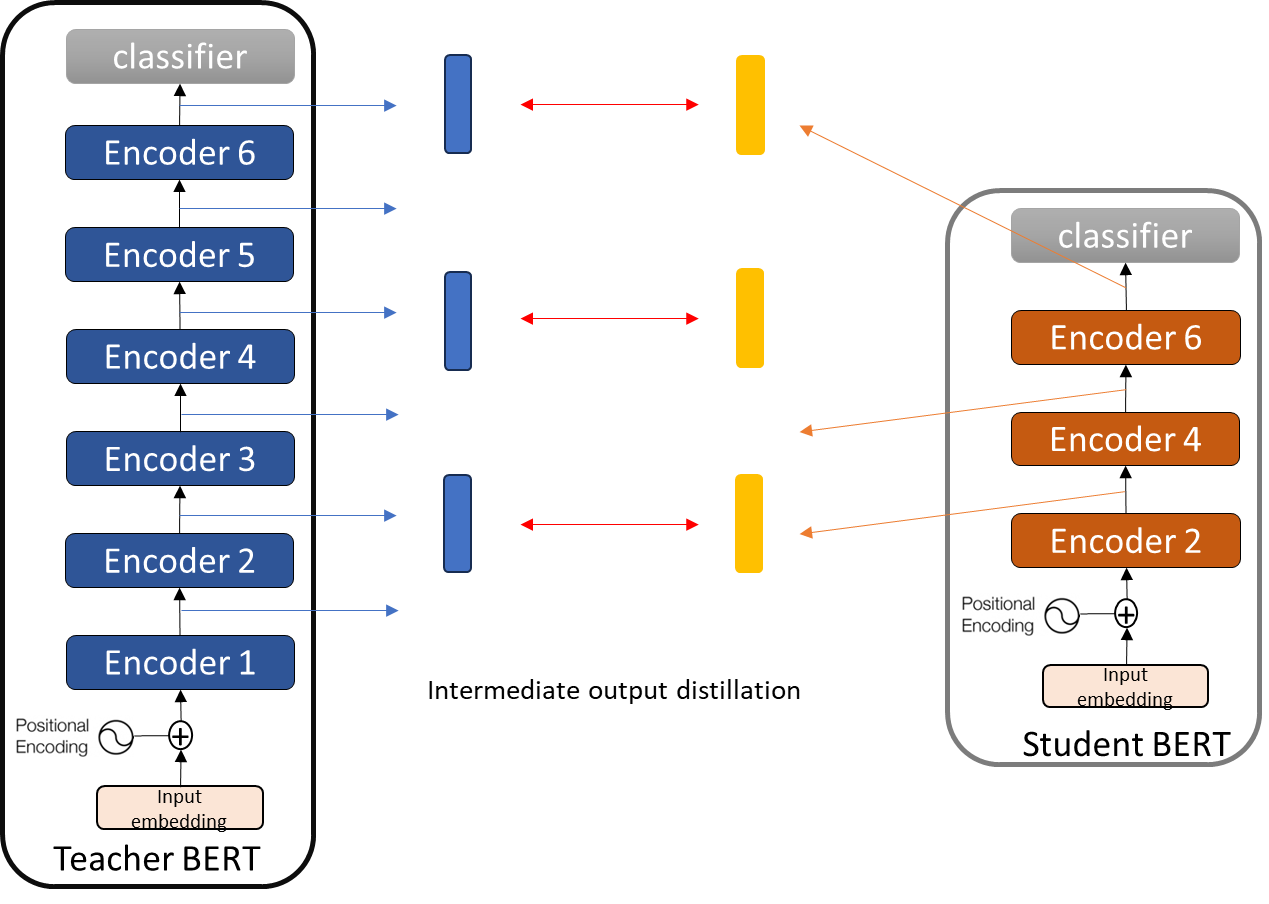 classifier
Encoder 6
Encoder 5
Encoder 4
Encoder 3
Encoder 2
Encoder 1
Positional
Encoding
+
Input
embedding
Teacher BERT
Intermediate output distillation
classifier
Encoder 6
Encoder 4
Encoder 2
Positional
Encoding
+
Input
embedding
Student BERT